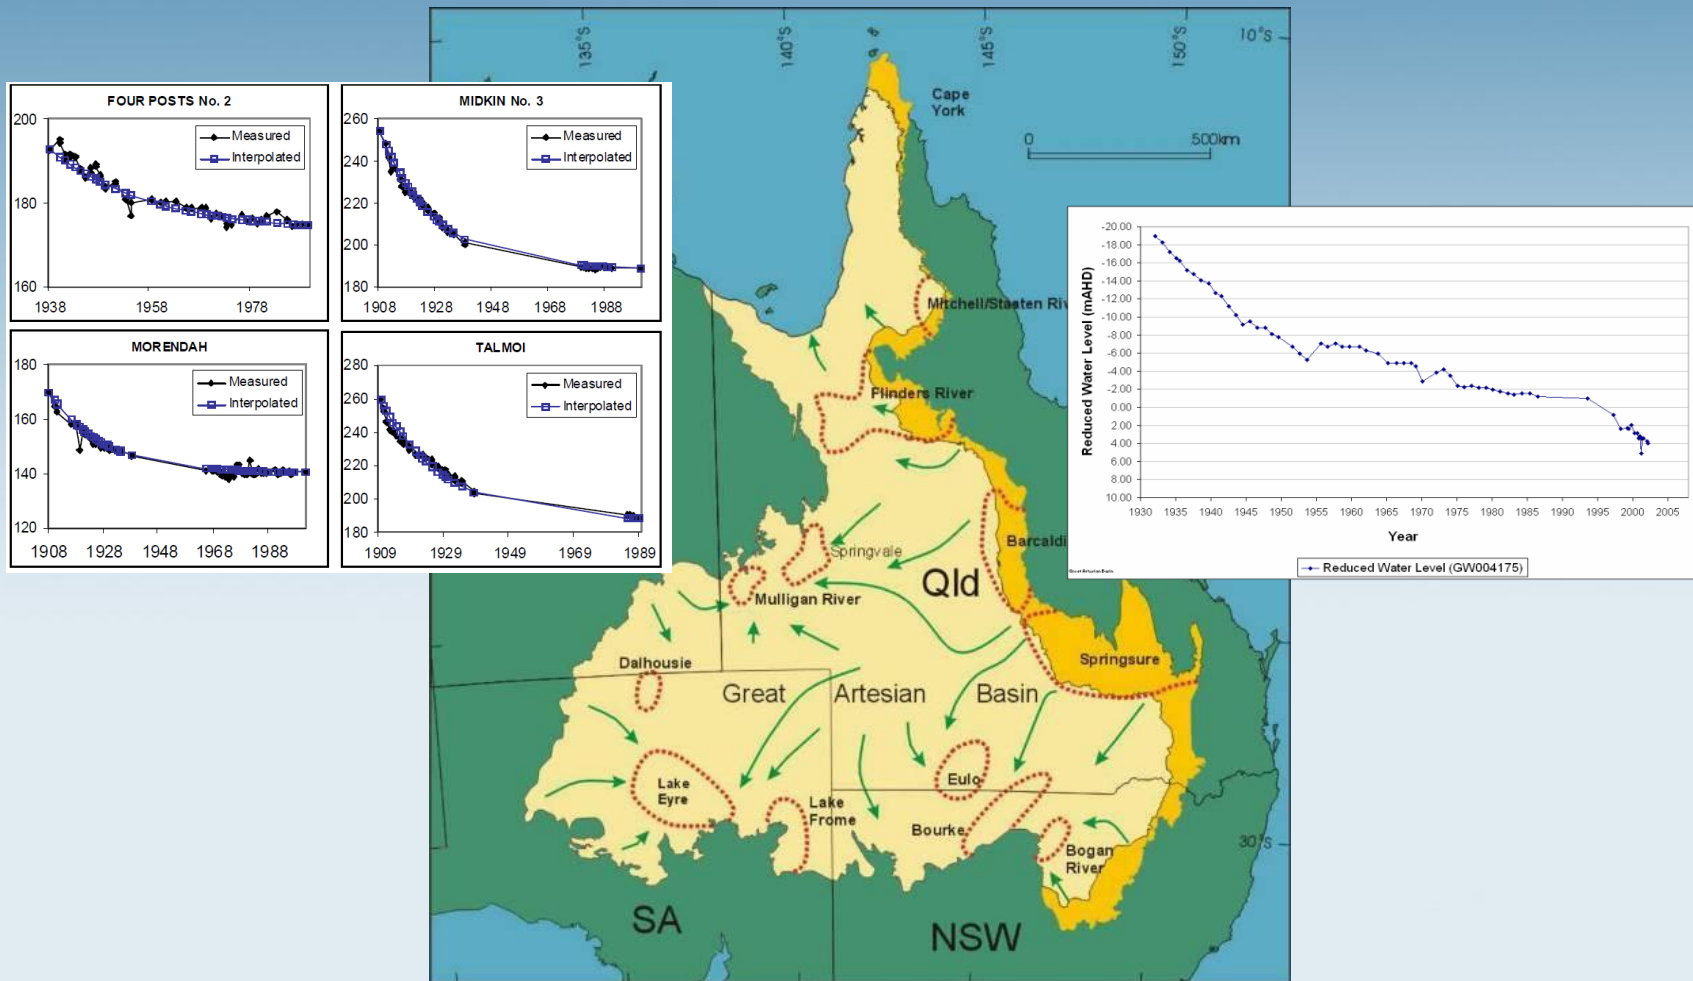 FOUR POSTS No. 2
Measured
Interpolated
200
180
160
1938
1958
1978
MIDKIN No. 3
Measured
Interpolated
260
240
220
200
180
1908
1928
1948
1968
1988
MORENDAH
Measured
Interpolated
180
160
140
120
1908
1928
1948
1968
1988
TALMOI
Measured
Interpolated
280
260
240
220
200
180
1909
1929
1949
1969
1989
135°S
140°S
145°S
150°S
10°S
Cape
York
0
500km
Mitchell/Staaten Riv
Flinders River
Barcaldi
Springvale
Qld
Mulligan River
Springsure
Dalhousie
Great Artesian Basin
Lake
Eyre
Eulo
Lake
Frome
Bourke
Bogan
River
30°S
SA
NSW
Reduced Water Level (mAHD)
-20.00
-18.00
-16.00
-14.00
-12.00
-10.00
-8.00
-6.00
-4.00
-2.00
0.00
2.00
4.00
6.00
8.00
10.00
1930
1935
1940
1945
1950
1955
1960
1965
1970
1975
1980
1985
1990
1995
2000
2005
Year
Reduced Water Level (GW004175)